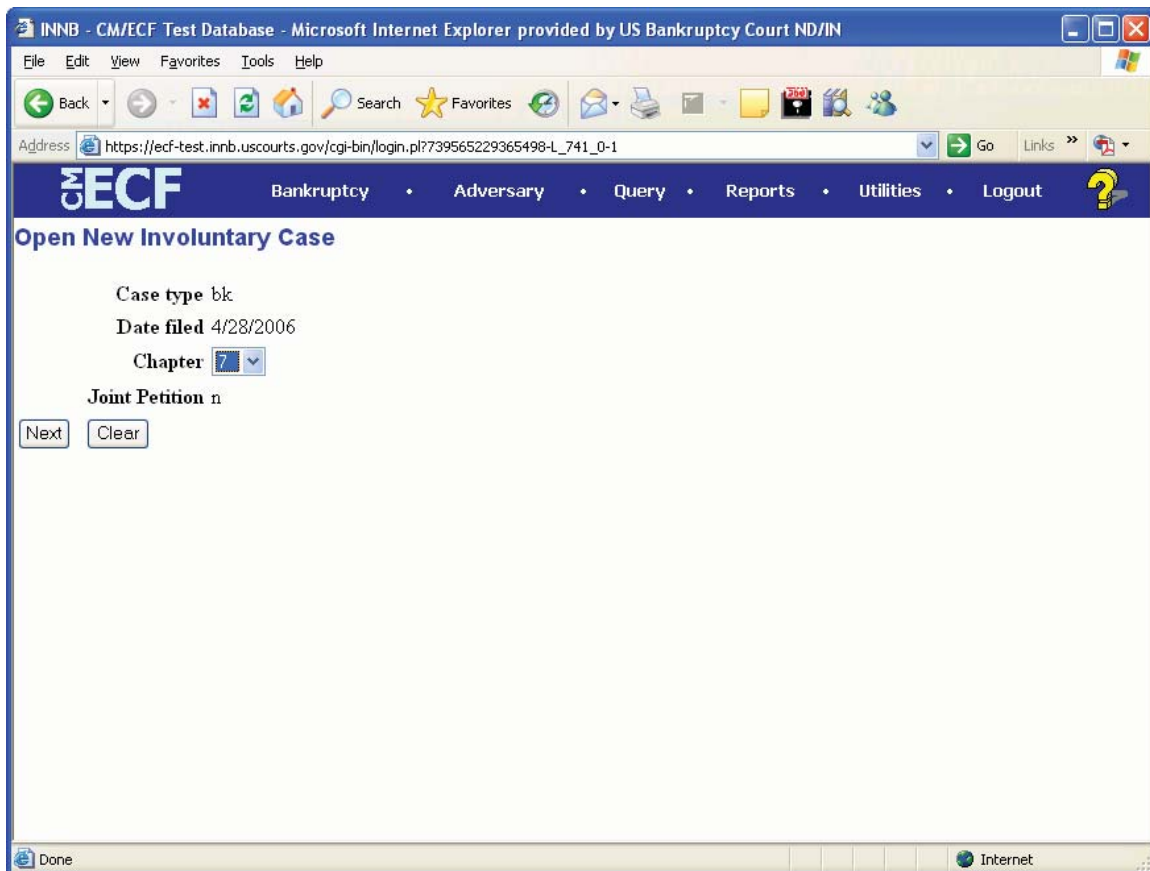 INNB - CM/ECF Test Database - Microsoft Internet Explorer provided by US Bankruptcy Court ND/IN
File Edit View Favorites Tools Help
Back Search Favorites
Address https://ecf-test.innb.uscourts.gov/cgi-bin/login.pl?739565229365498-L_741_0-1 Go Links »
CM ECF Bankruptcy • Adversary • Query • Reports • Utilities • Logout ?
Open New Involuntary Case
Case type bk
Date filed 4/28/2006
Chapter 7
Joint Petition n
Next Clear
Done Internet